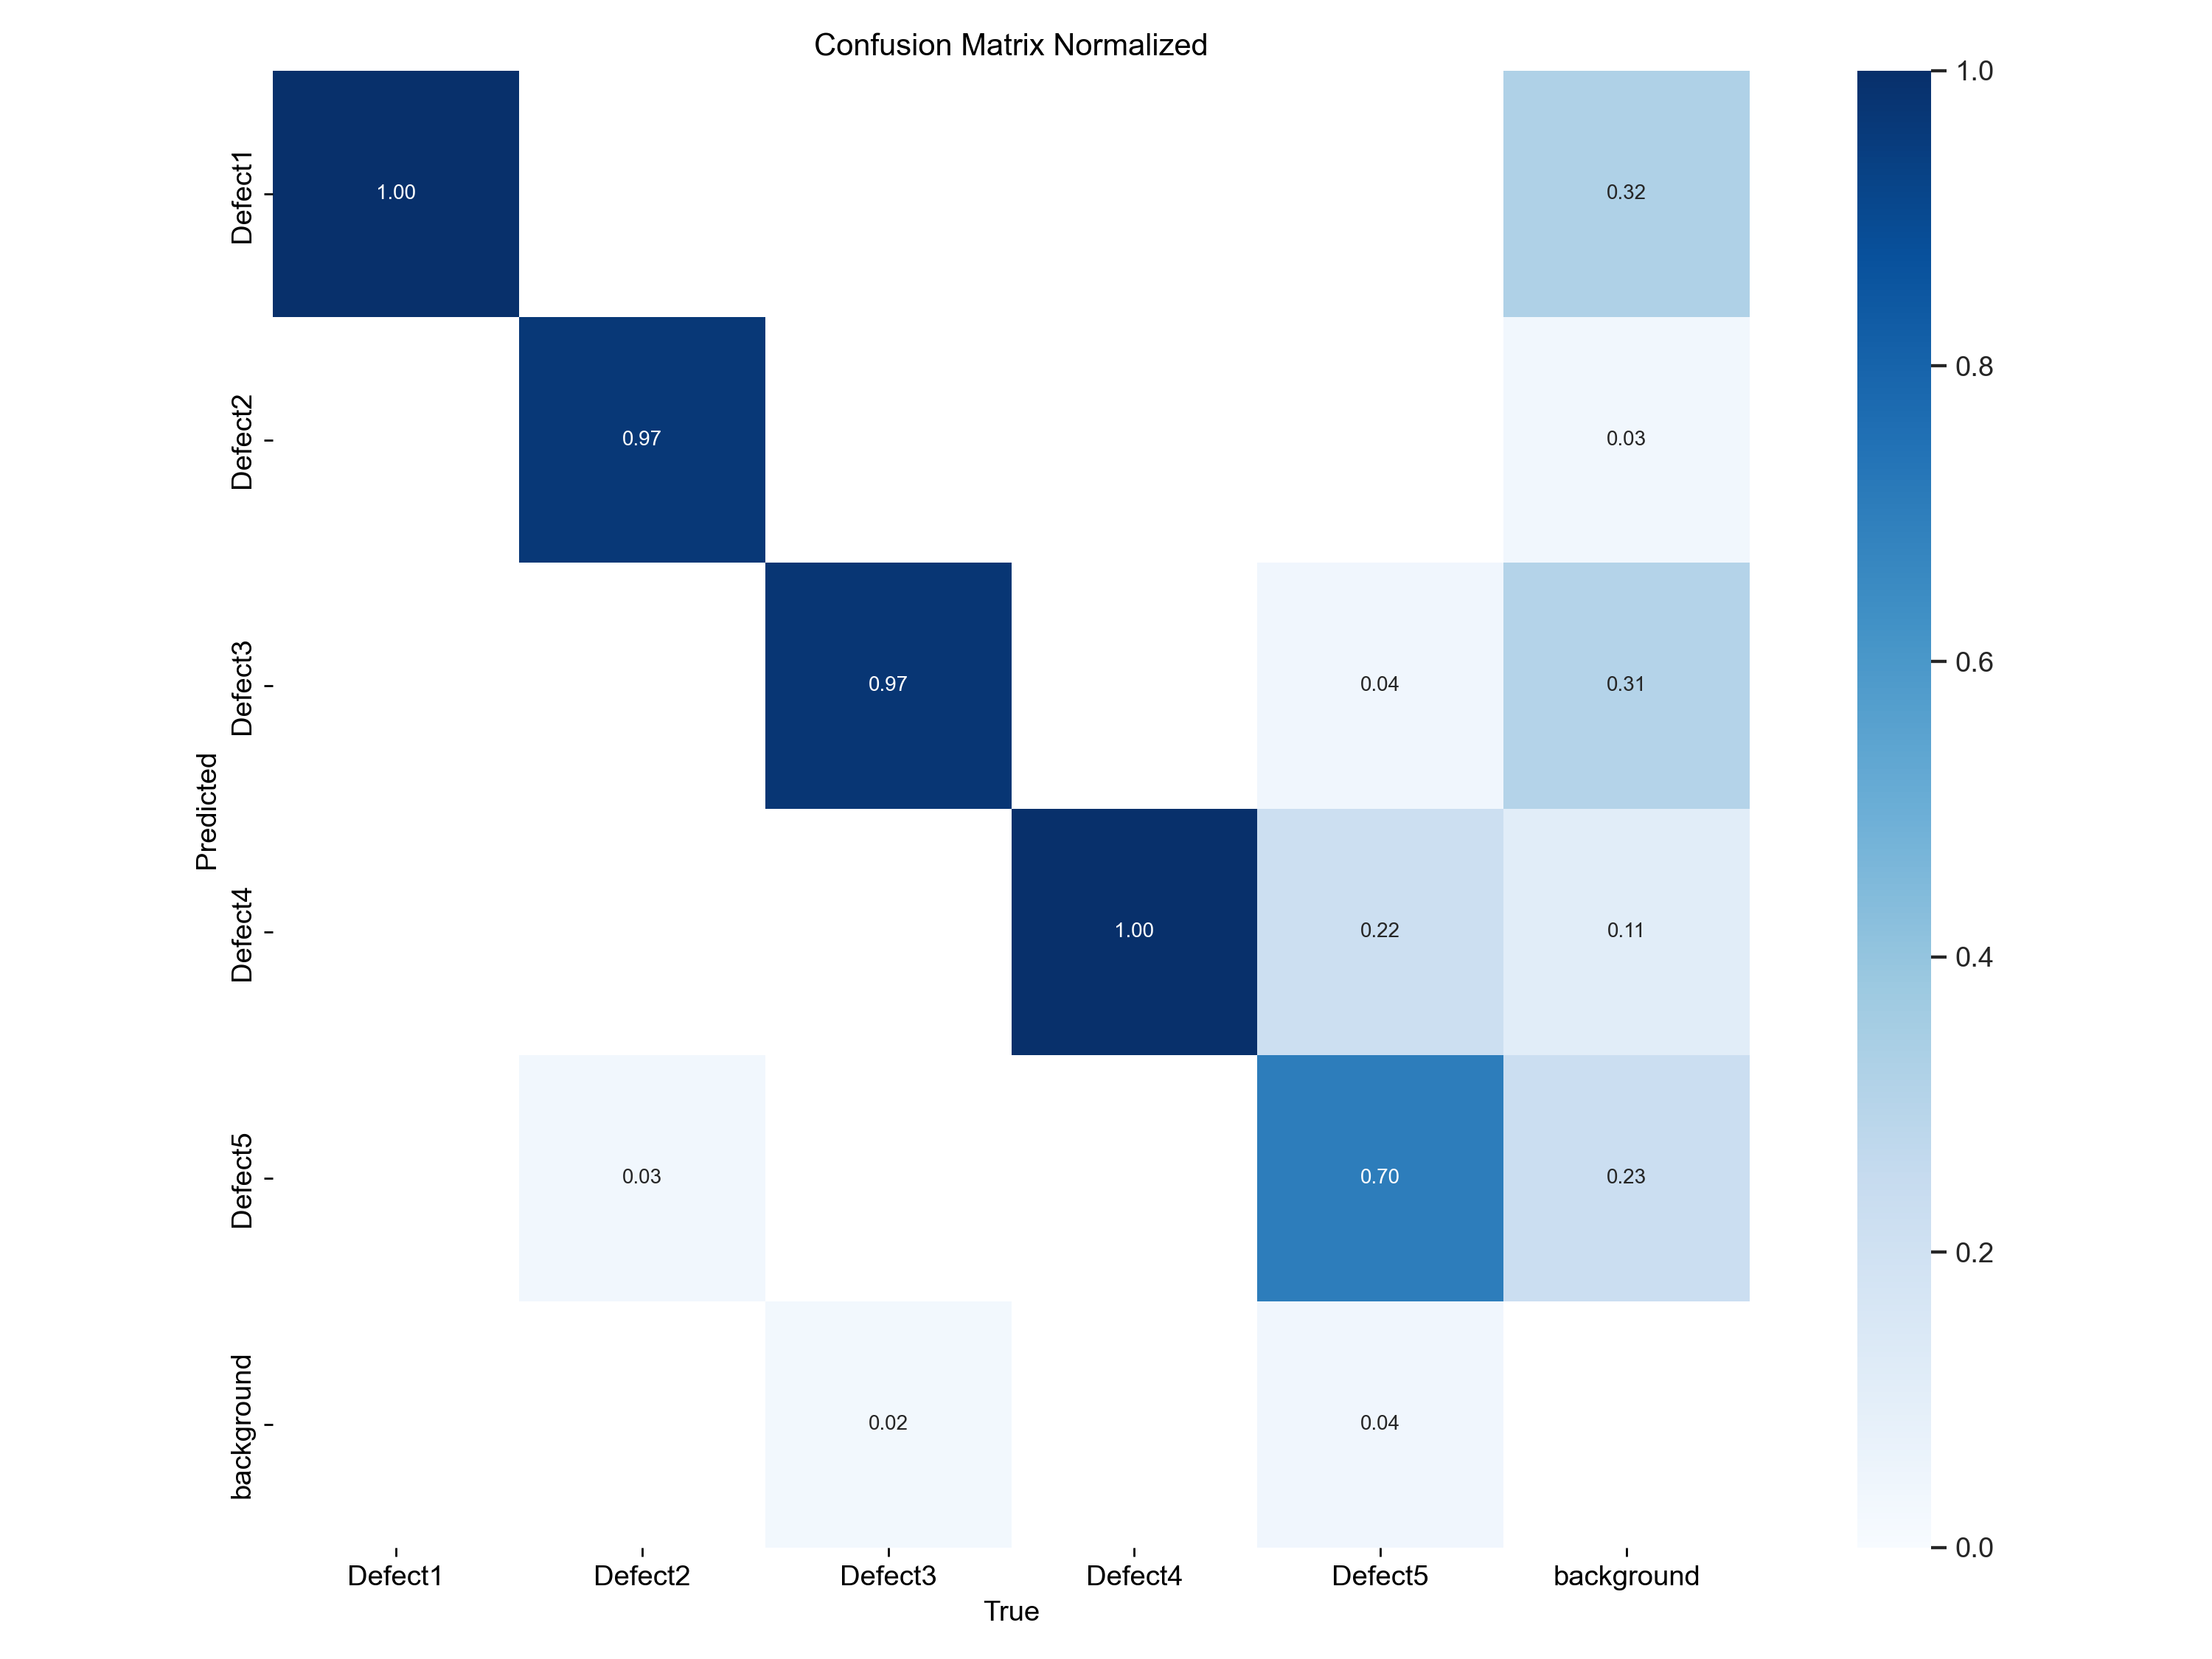 Confusion Matrix Normalized
Defect1
1.00
0.32
Defect2
0.97
0.03
Defect3
0.97
0.04
0.31
Defect4
1.00
0.22
0.11
Defect5
0.03
0.70
0.23
background
0.02
0.04
Predicted
Defect1 Defect2 Defect3 Defect4 Defect5 background
True
1.0
0.8
0.6
0.4
0.2
0.0